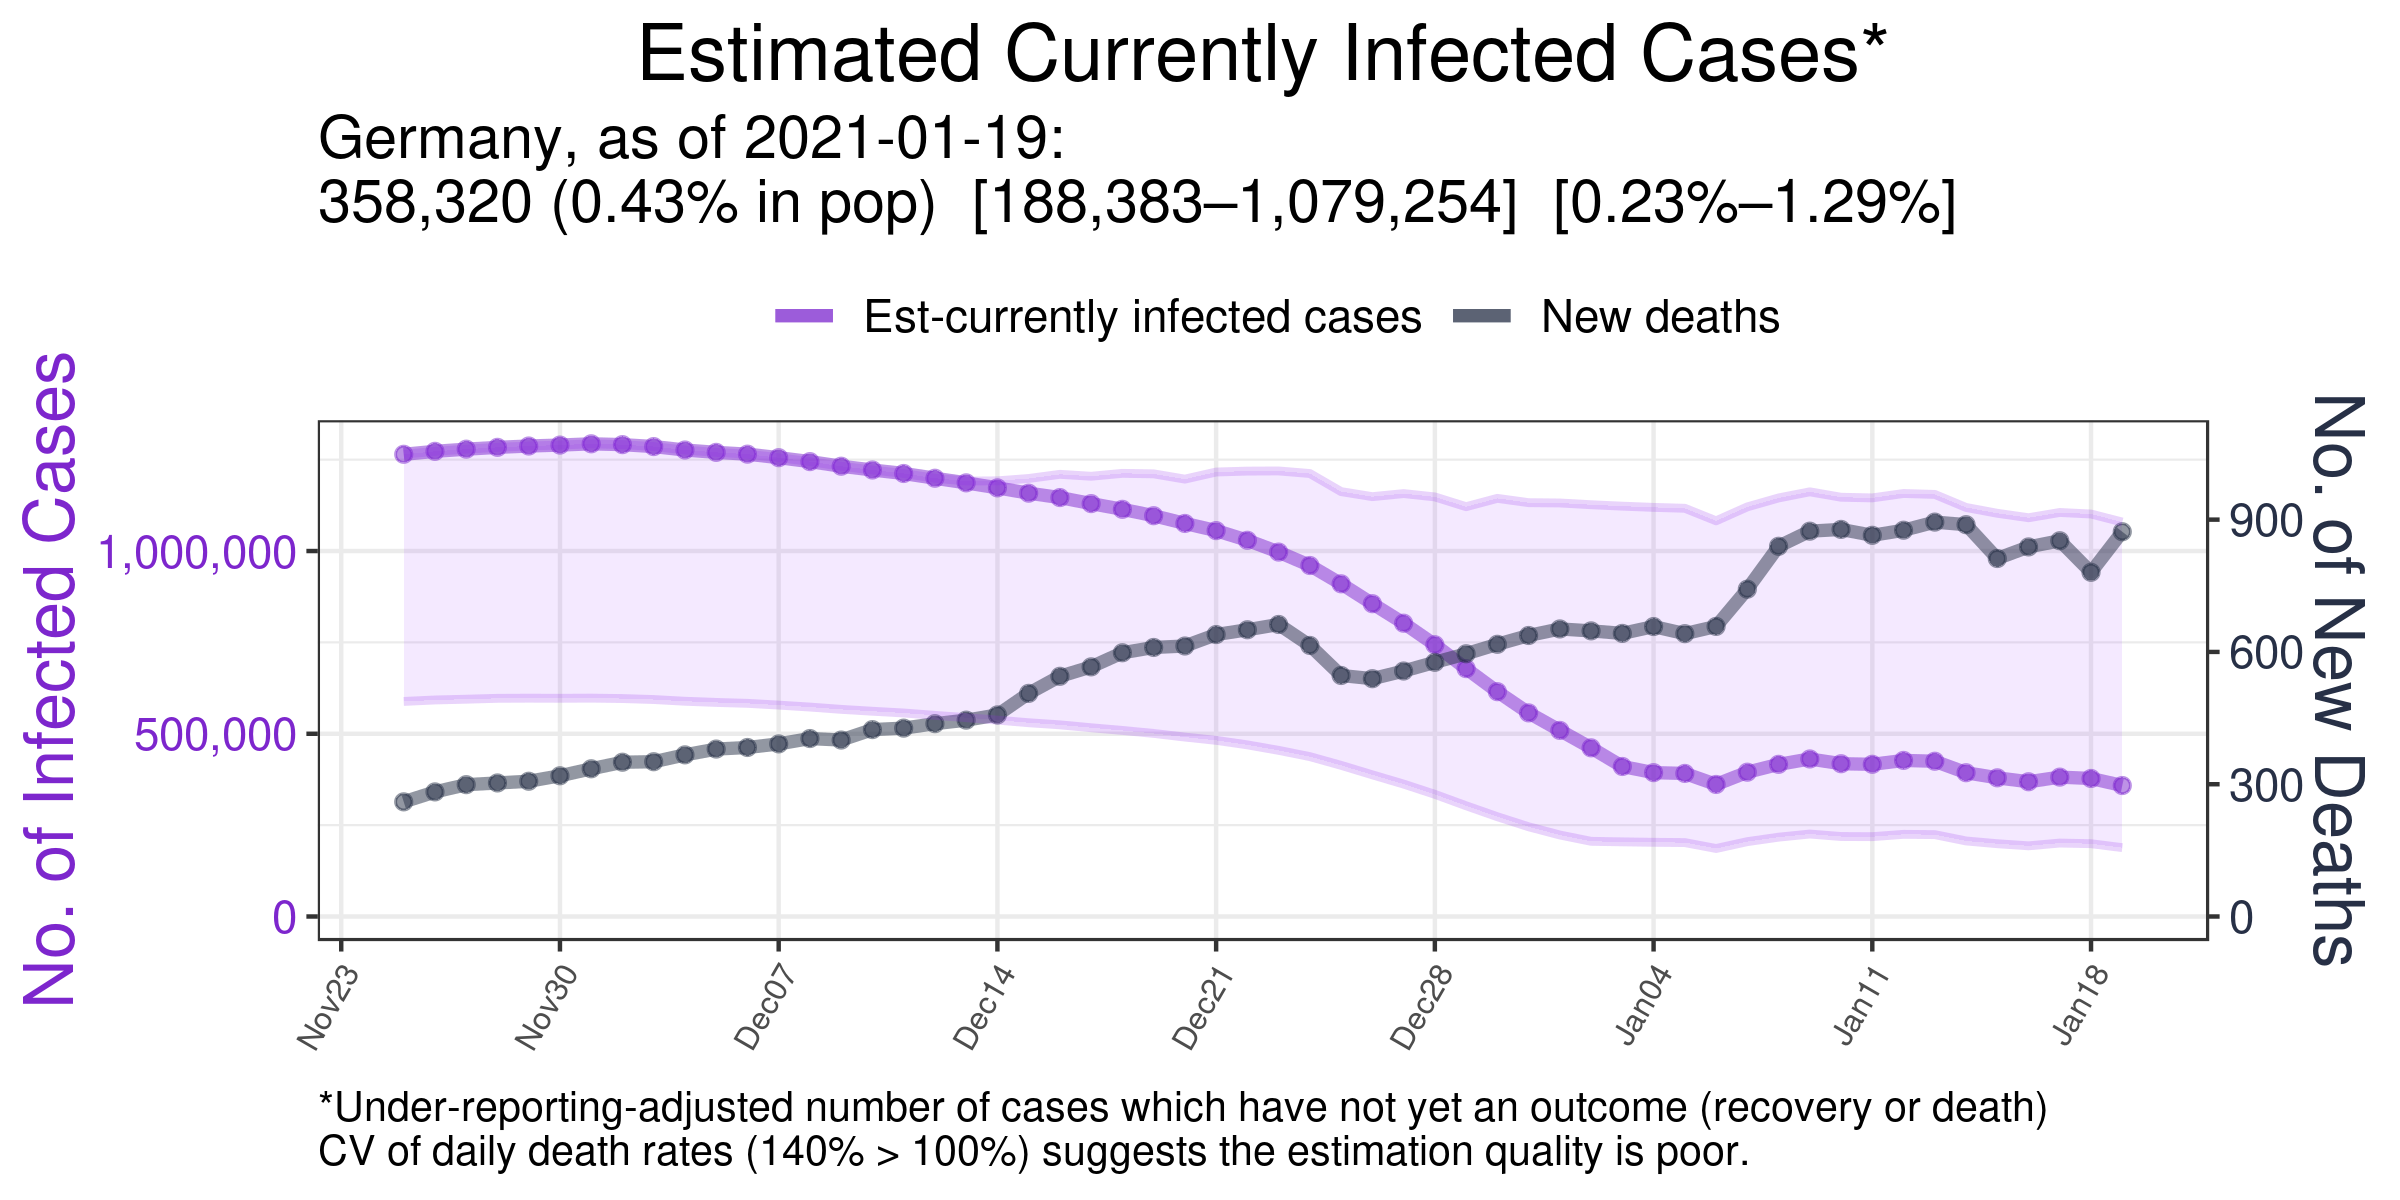 Estimated Currently Infected Cases*
Germany, as of 2021-01-19:
358,320 (0.43% in pop) [188,383–1,079,254] [0.23%–1.29%]
Est-currently infected cases
New deaths
No. of Infected Cases
1,000,000
500,000
0
No. of New Deaths
900
600
300
0
Nov23
Nov30
Dec07
Dec14
Dec21
Dec28
Jan04
Jan11
Jan18
*Under-reporting-adjusted number of cases which have not yet an outcome (recovery or death)
CV of daily death rates (140% > 100%) suggests the estimation quality is poor.